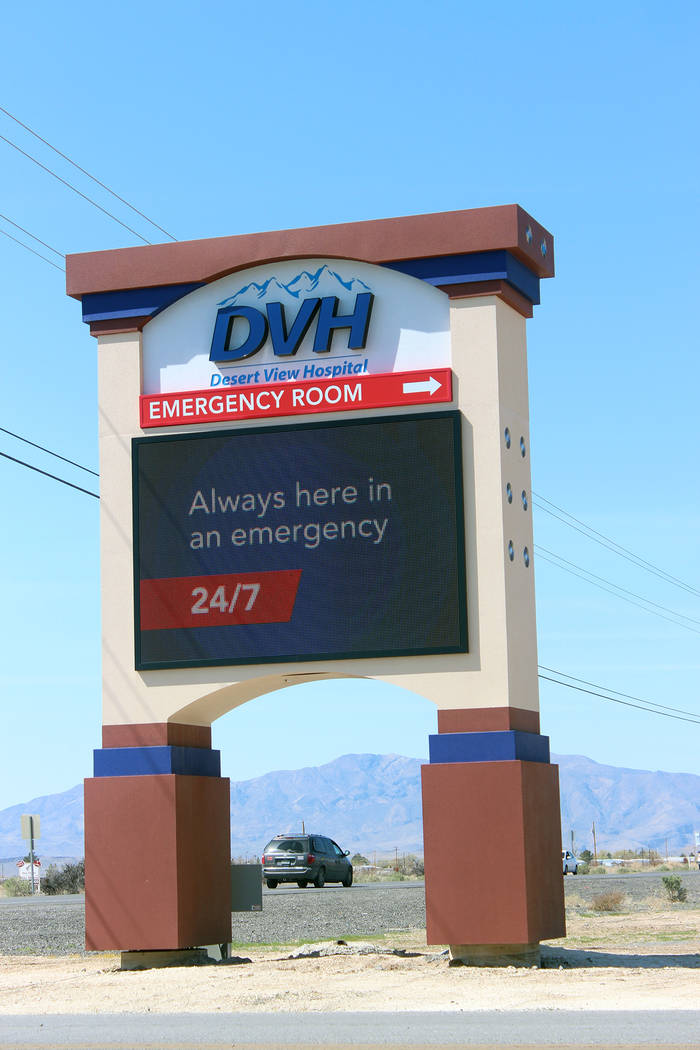 DVH
Desert View Hospital
EMERGENCY ROOM
Always here in
an emergency
24/7